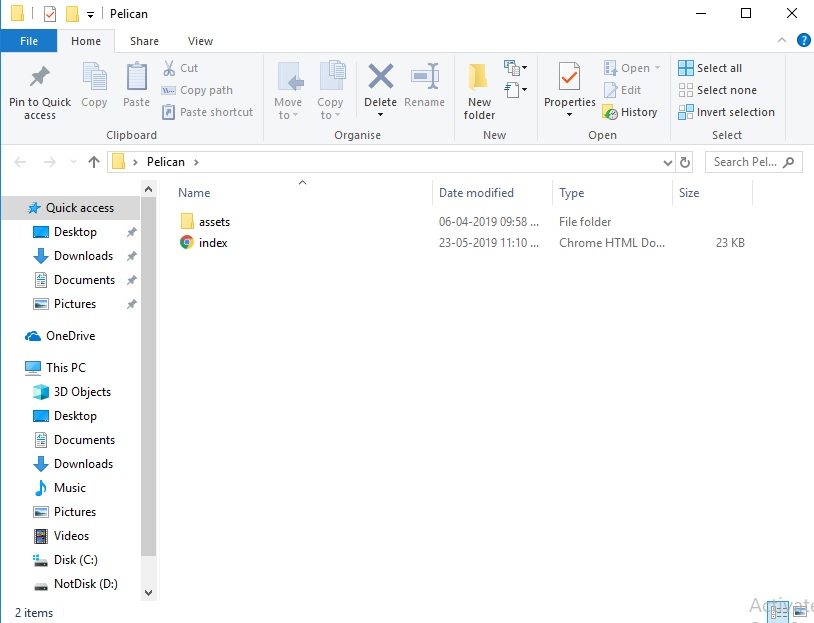 Pelican
File Home Share View
Pin to Quick access
Copy
Paste
Cut
Copy path
Paste shortcut
Clipboard
Move to
Copy to
Delete
Rename
Organise
New folder
New
Properties
Open
Edit
History
Open
Select all
Select none
Invert selection
Select
Pelican
Search Pel...
Name Date modified Type Size
assets 06-04-2019 09:58 ... File folder
index 23-05-2019 11:10 ... Chrome HTML Do... 23 KB
Quick access
Desktop
Downloads
Documents
Pictures
OneDrive
This PC
3D Objects
Desktop
Documents
Downloads
Music
Pictures
Videos
Disk (C:)
NotDisk (D:)
2 items
Activate